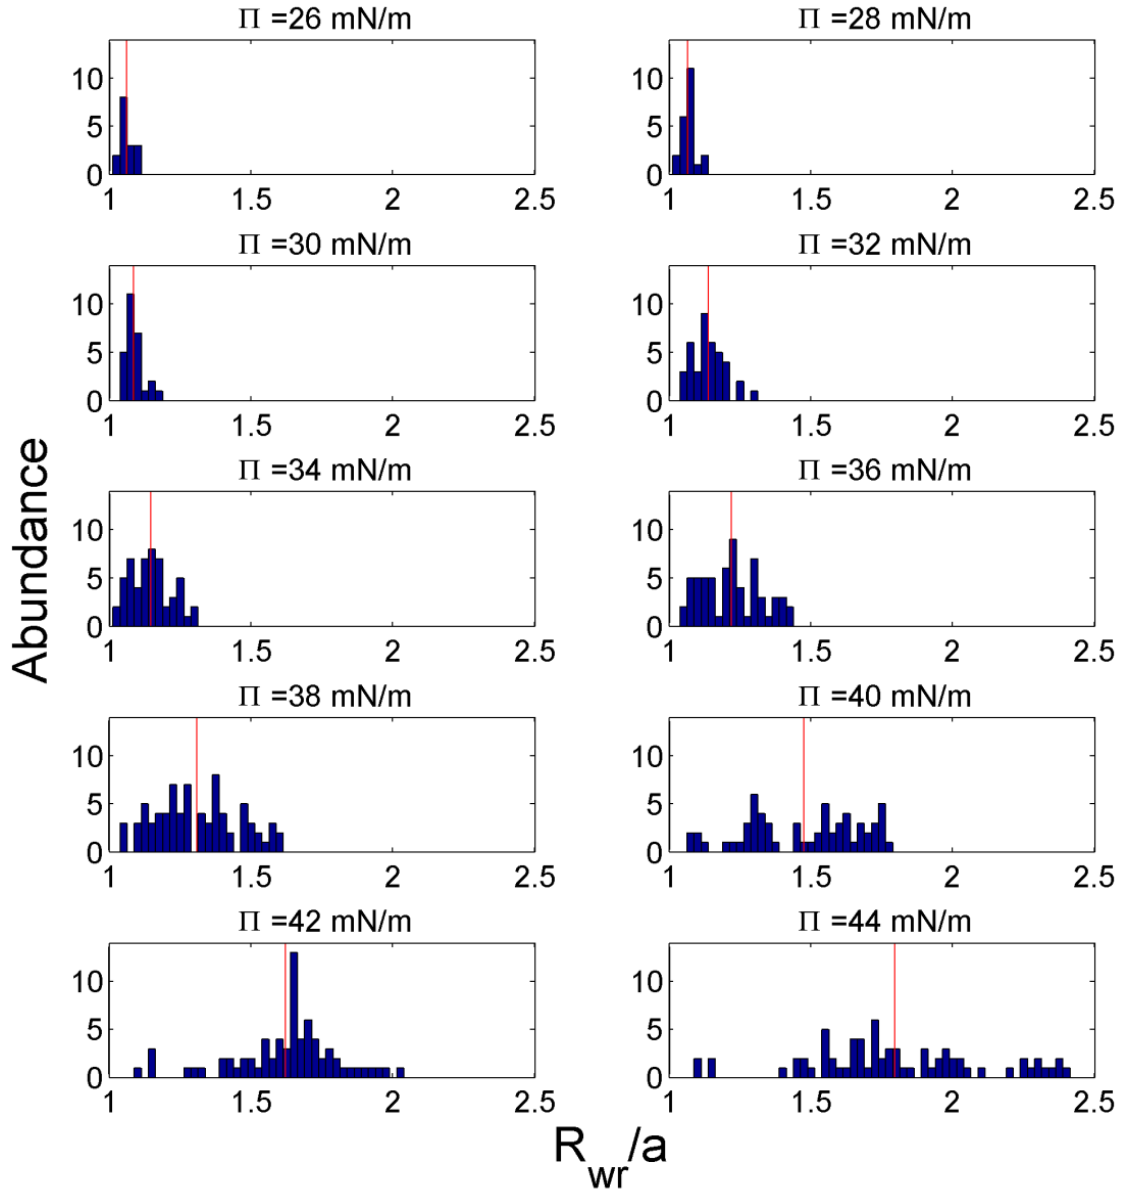 Π =26 mN/m
10
5
0
1 1.5 2 2.5
Π =28 mN/m
10
5
0
1 1.5 2 2.5
Π =30 mN/m
10
5
0
1 1.5 2 2.5
Π =32 mN/m
10
5
0
1 1.5 2 2.5
Π =34 mN/m
10
5
0
1 1.5 2 2.5
Π =36 mN/m
10
5
0
1 1.5 2 2.5
Π =38 mN/m
10
5
0
1 1.5 2 2.5
Π =40 mN/m
10
5
0
1 1.5 2 2.5
Π =42 mN/m
10
5
0
1 1.5 2 2.5
Π =44 mN/m
10
5
0
1 1.5 2 2.5
Abundance
R_wr/a